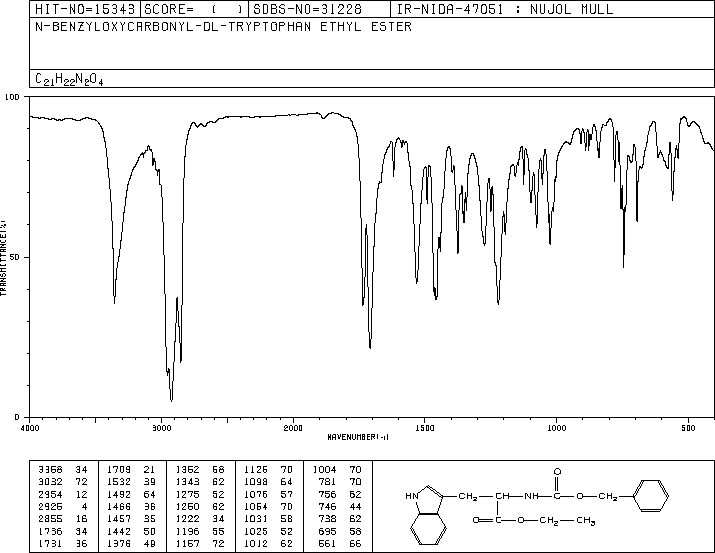 HIT-NO=15343 SCORE= ( ) SDBS-NO=31228 IR-NIDA-47051 : NUJOL MULL
N-BENZYLOXYCARBONYL-DL-TRYPTOPHAN ETHYL ESTER
C21H22N2O4
100
50
0
TRANSMITTANCE(%)
4000 3000 2000 1500 1000 500
WAVENUMBER(-1)
3358 34 1709 21 1352 58 1126 70 1004 70
3032 72 1532 39 1343 62 1098 64 781 70
2954 12 1492 64 1275 52 1076 57 756 62
2925 4 1466 36 1250 62 1054 70 746 44
2855 16 1457 35 1222 34 1031 58 738 62
1736 34 1442 50 1196 55 1025 52 695 58
1731 36 1376 49 1157 72 1012 62 561 66
O
HN CH2 CH NH C O CH2
C O CH2 CH3
O